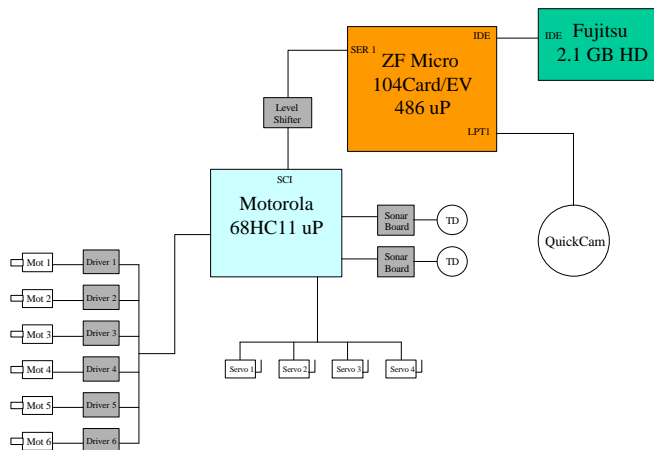 IDE
SER 1
ZF Micro
104Card/EV
486 uP
LPT1
IDE
Fujitsu
2.1 GB HD
Level
Shifter
SCI
Motorola
68HC11 uP
Sonar
Board
TD
Sonar
Board
TD
QuickCam
Mot 1
Driver 1
Mot 2
Driver 2
Mot 3
Driver 3
Mot 4
Driver 4
Mot 5
Driver 5
Mot 6
Driver 6
Servo 1
Servo 2
Servo 3
Servo 4